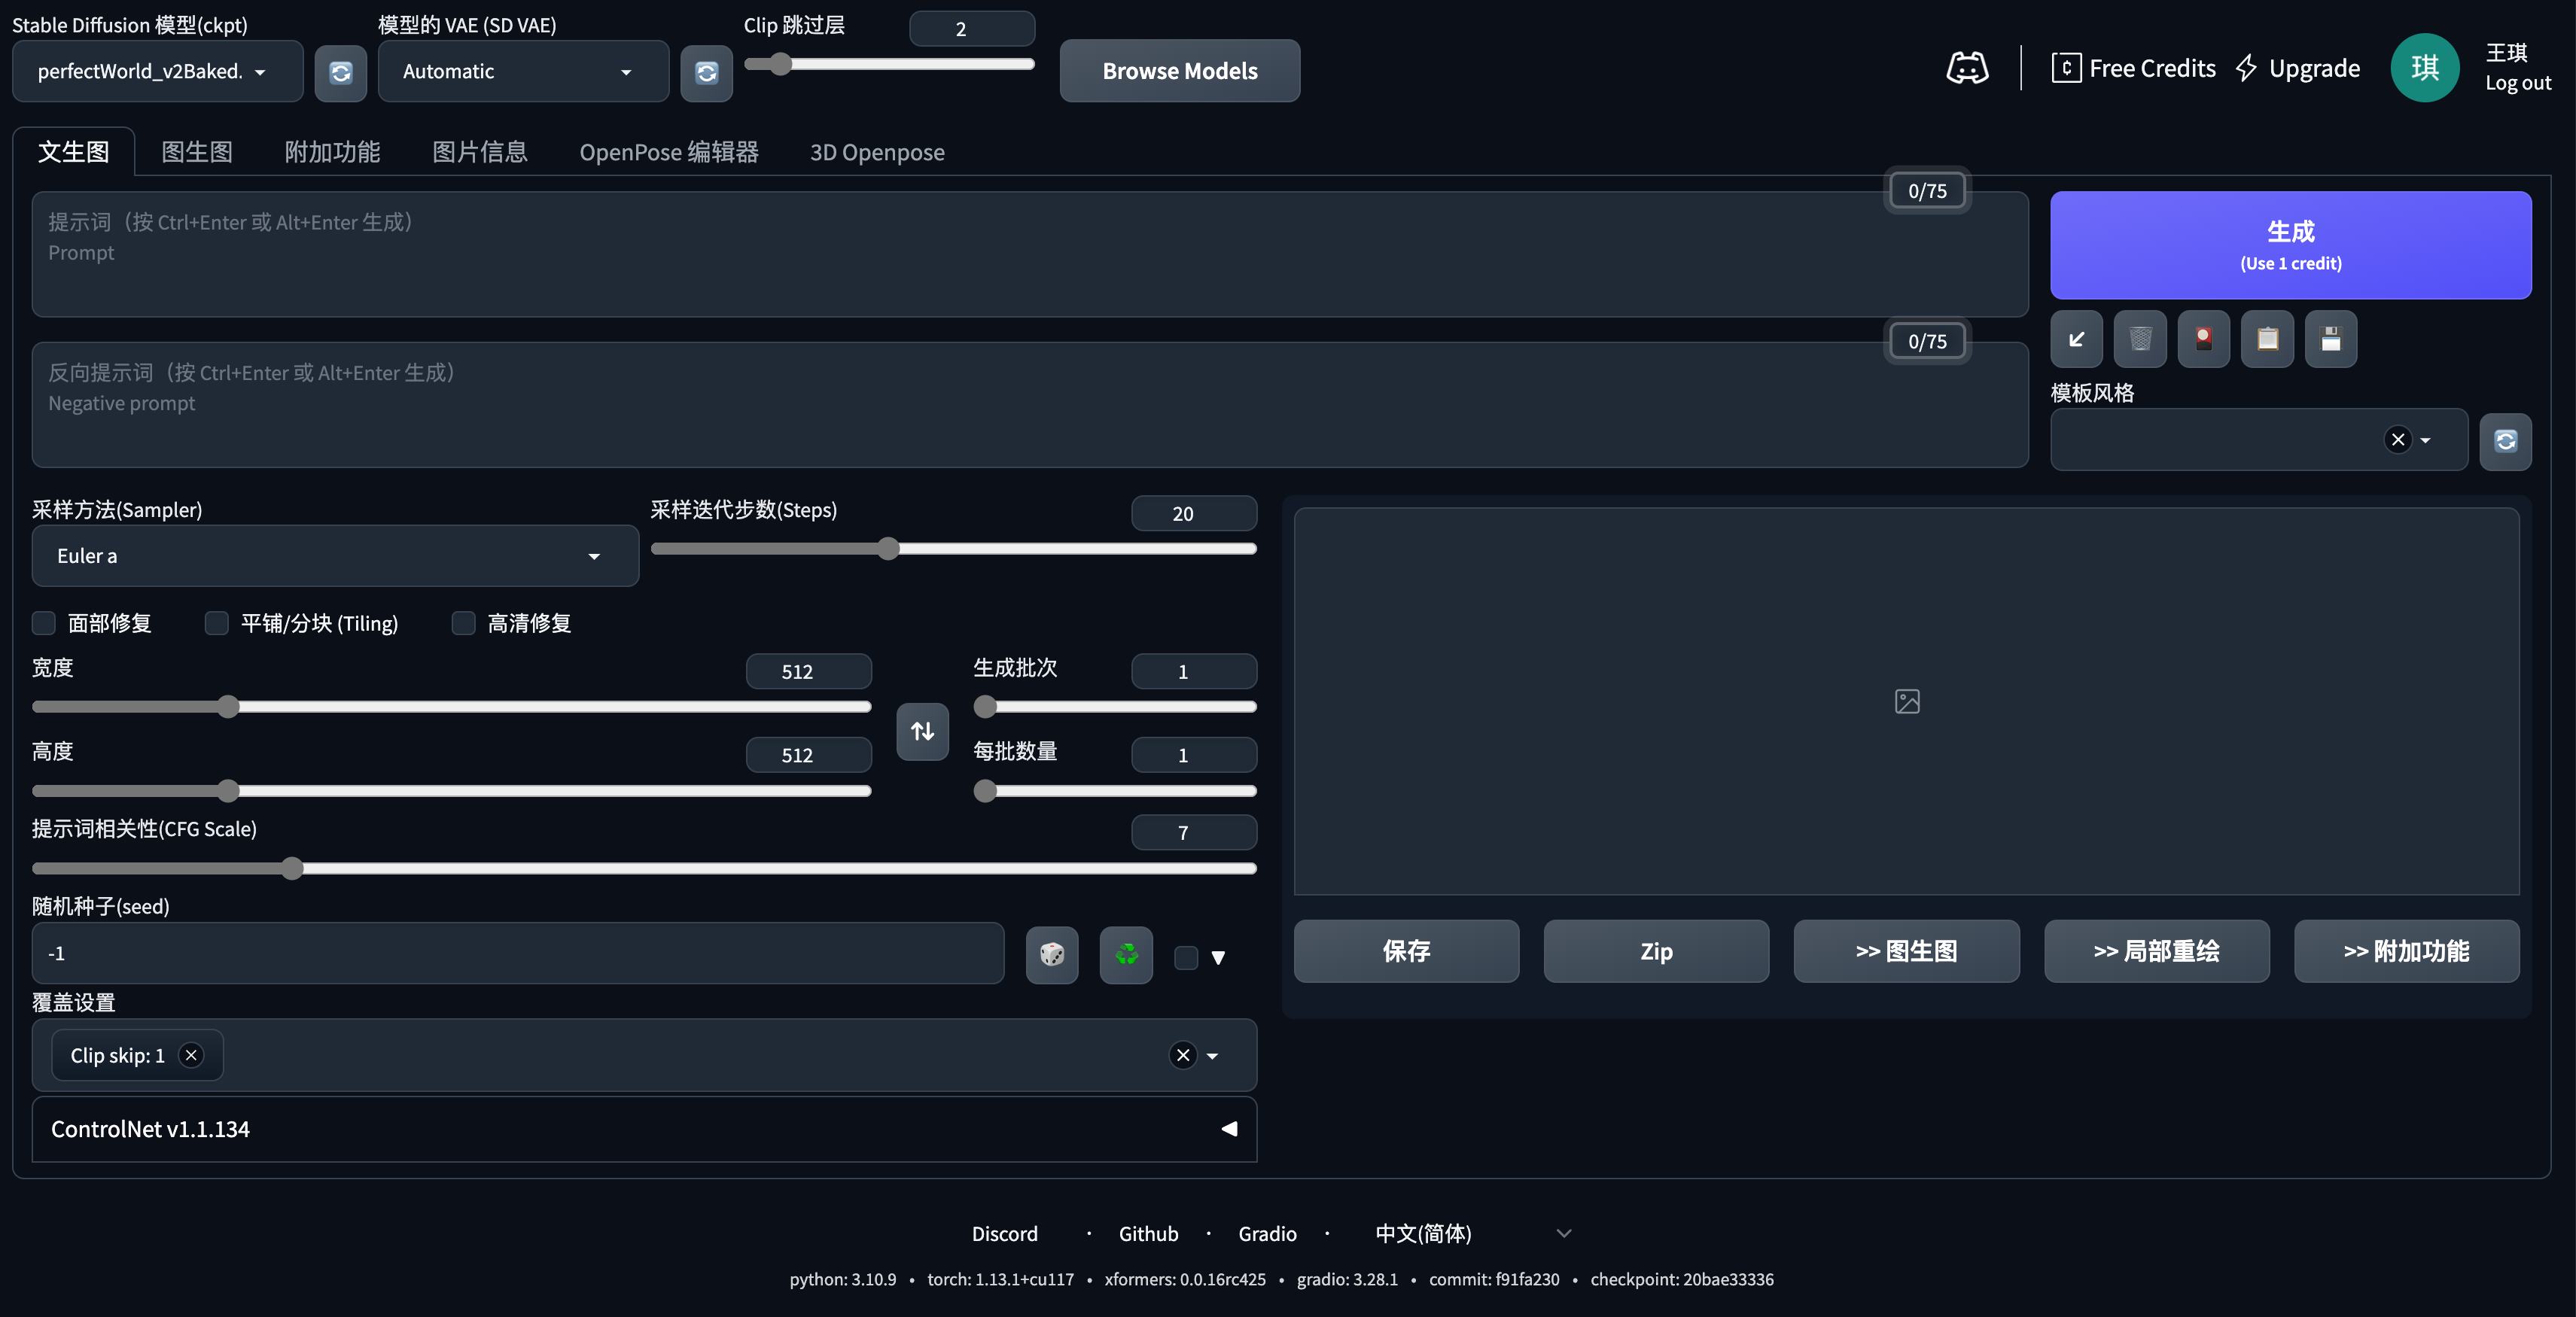 Stable Diffusion 模型(ckpt)
模型的 VAE (SD VAE)
Clip 跳过层
2
perfectWorld_v2Baked.
Automatic
Browse Models
Free Credits
Upgrade
琪
王琪
Log out
文生图
图生图
附加功能
图片信息
OpenPose 编辑器
3D Openpose
0/75
提示词（按 Ctrl+Enter 或 Alt+Enter 生成）
Prompt
生成
(Use 1 credit)
0/75
反向提示词（按 Ctrl+Enter 或 Alt+Enter 生成）
Negative prompt
模板风格
采样方法(Sampler)
Euler a
采样迭代步数(Steps)
20
面部修复
平铺/分块 (Tiling)
高清修复
宽度
512
生成批次
1
高度
512
每批数量
1
提示词相关性(CFG Scale)
7
随机种子(seed)
-1
保存
Zip
>> 图生图
>> 局部重绘
>> 附加功能
覆盖设置
Clip skip: 1
ControlNet v1.1.134
Discord · Github · Gradio · 中文(简体)
python: 3.10.9 • torch: 1.13.1+cu117 • xformers: 0.0.16rc425 • gradio: 3.28.1 • commit: f91fa230 • checkpoint: 20bae33336